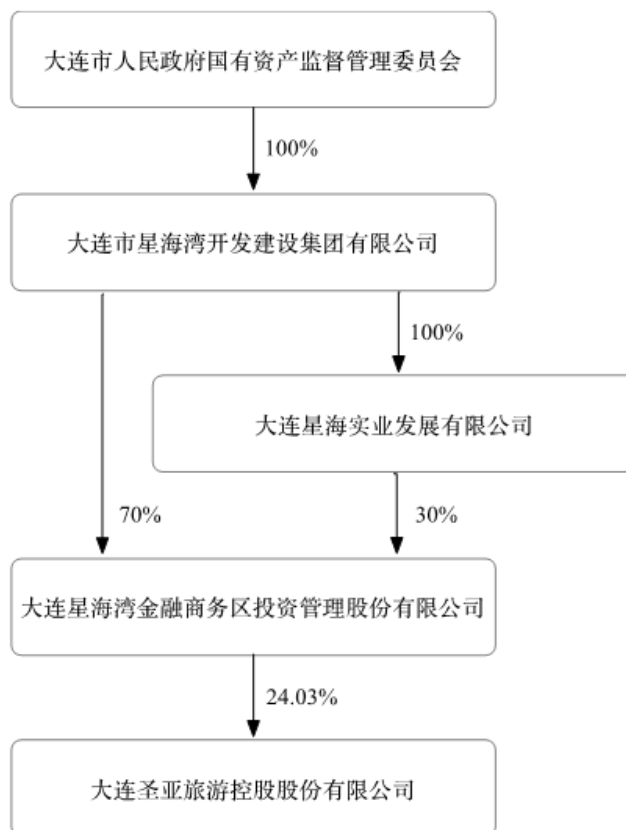 大连市人民政府国有资产监督管理委员会
100%
大连市星海湾开发建设集团有限公司
100%
大连星海实业发展有限公司
70%
30%
大连星海湾金融商务区投资管理股份有限公司
24.03%
大连圣亚旅游控股股份有限公司